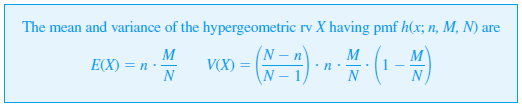 The mean and variance of the hypergeometric rv X having pmf h(x; n, M, N) are
E(X) = n · M/N    V(X) = ((N − n)/(N − 1)) · n · M/N · (1 − M/N)